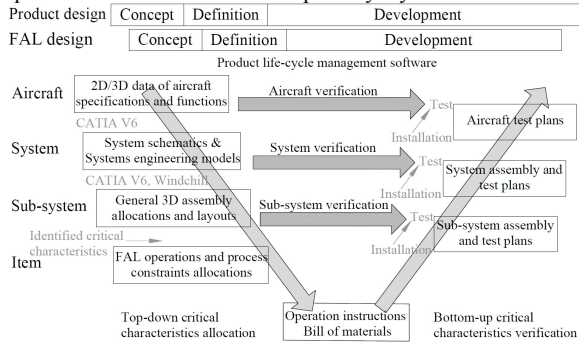 Product design Concept Definition Development
FAL design Concept Definition Development
Product life-cycle management software
Aircraft
2D/3D data of aircraft
specifications and functions
Aircraft verification
Test
CATIA V6
Installation
Aircraft test plans
System
System schematics &
Systems engineering models
System verification
Test
CATIA V6, Windchill
Installation
System assembly and
test plans
Sub-system
General 3D assembly
allocations and layouts
Sub-system verification
Test
Installation
Sub-system assembly
and test plans
Identified critical
characteristics
Item
FAL operations and process
constraints allocations
Operation instructions
Bill of materials
Top-down critical
characteristics allocation
Bottom-up critical
characteristics verification